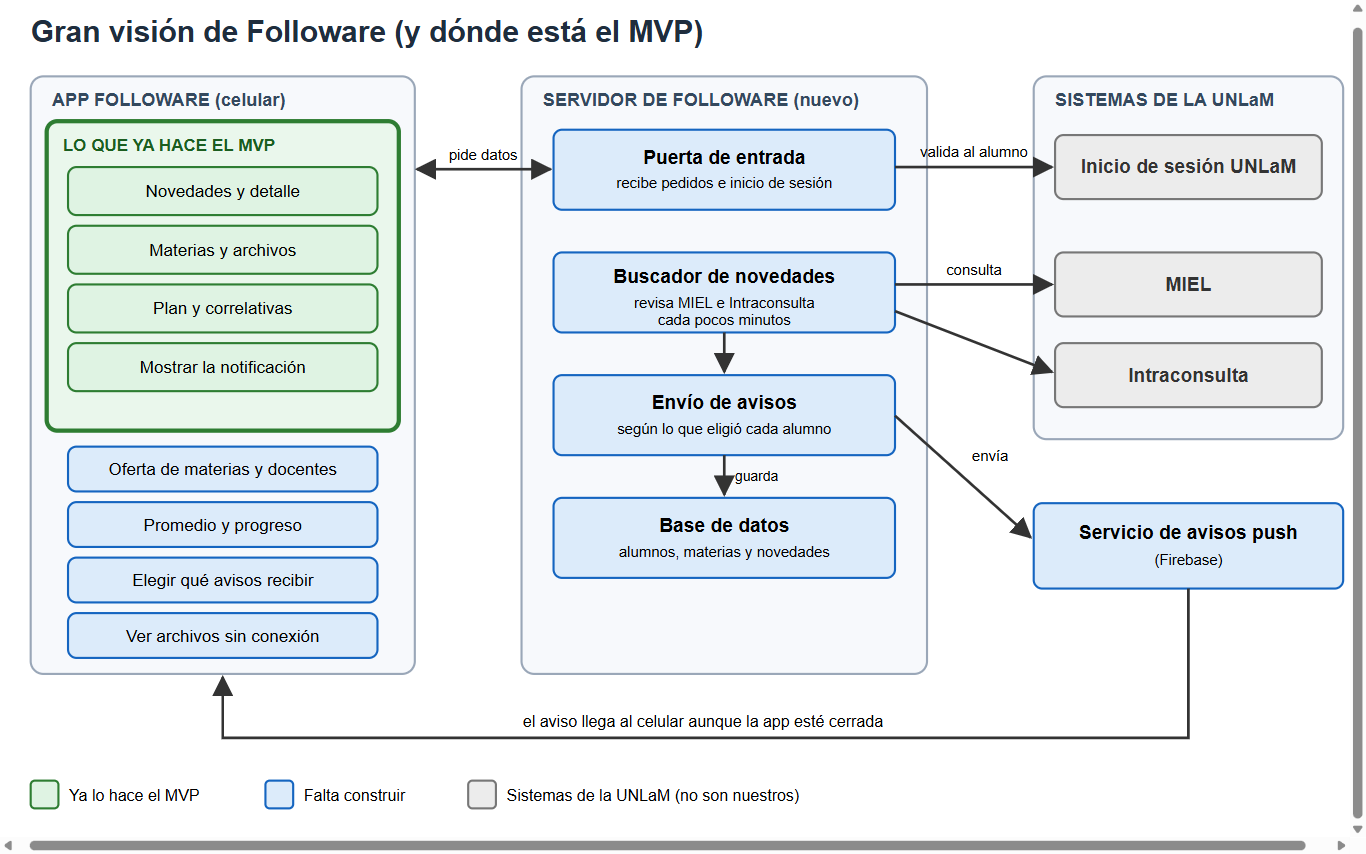 Gran visión de Followare (y dónde está el MVP)
APP FOLLOWARE (celular)
LO QUE YA HACE EL MVP
Novedades y detalle
Materias y archivos
Plan y correlativas
Mostrar la notificación
Oferta de materias y docentes
Promedio y progreso
Elegir qué avisos recibir
Ver archivos sin conexión
pide datos
SERVIDOR DE FOLLOWARE (nuevo)
Puerta de entrada
recibe pedidos e inicio de sesión
Buscador de novedades
revisa MIEL e Intraconsulta
cada pocos minutos
Envío de avisos
según lo que eligió cada alumno
guarda
Base de datos
alumnos, materias y novedades
valida al alumno
consulta
envía
SISTEMAS DE LA UNLaM
Inicio de sesión UNLaM
MIEL
Intraconsulta
Servicio de avisos push
(Firebase)
el aviso llega al celular aunque la app esté cerrada
Ya lo hace el MVP
Falta construir
Sistemas de la UNLaM (no son nuestros)